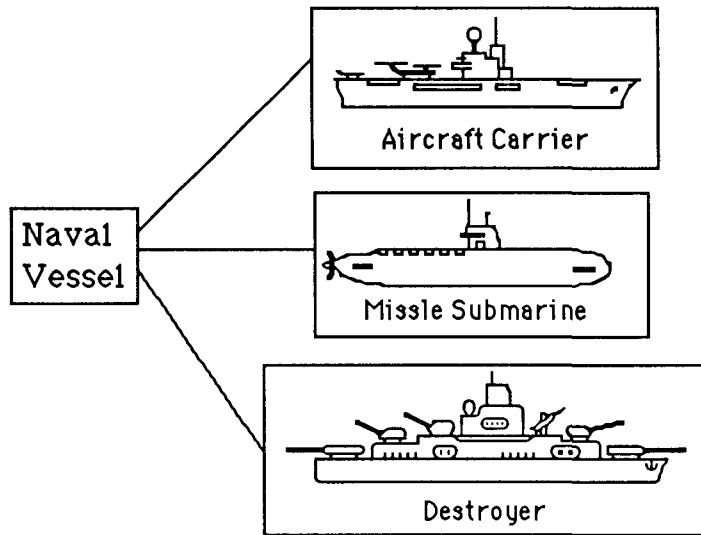 Aircraft Carrier
Naval
Vessel
Missle Submarine
Destroyer